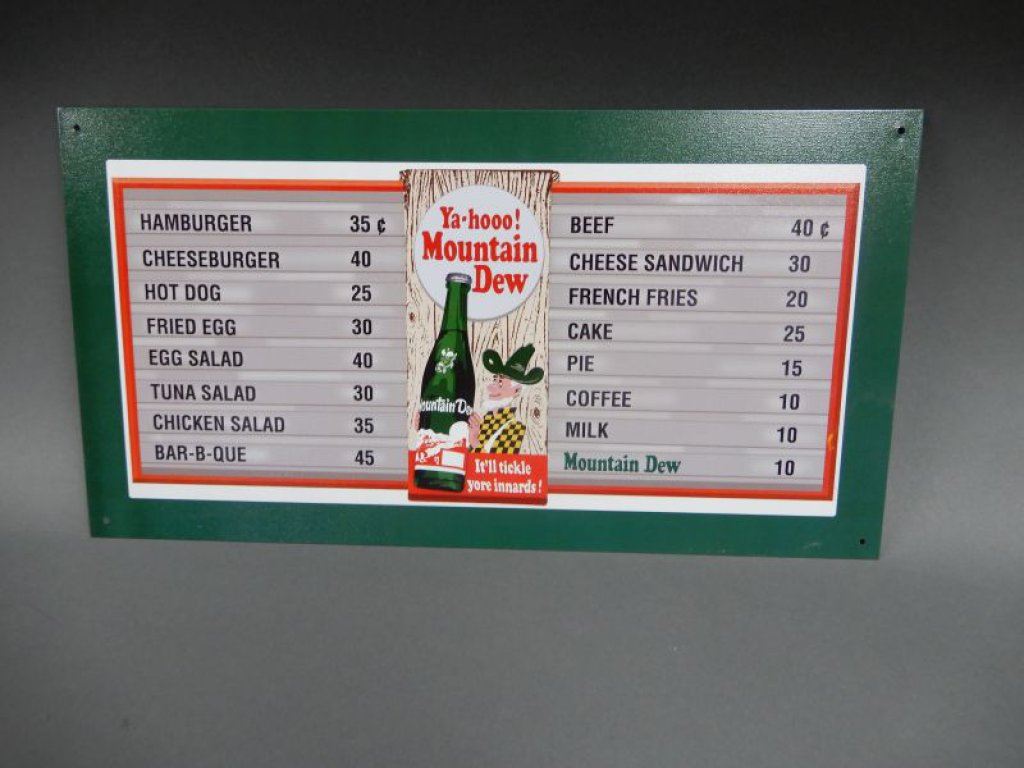 HAMBURGER 35 ¢
CHEESEBURGER 40
HOT DOG 25
FRIED EGG 30
EGG SALAD 40
TUNA SALAD 30
CHICKEN SALAD 35
BAR-B-QUE 45
Ya-hooo!
Mountain
Dew
ountain D
It'll tickle
yore innards!
BEEF 40 ¢
CHEESE SANDWICH 30
FRENCH FRIES 20
CAKE 25
PIE 15
COFFEE 10
MILK 10
Mountain Dew 10